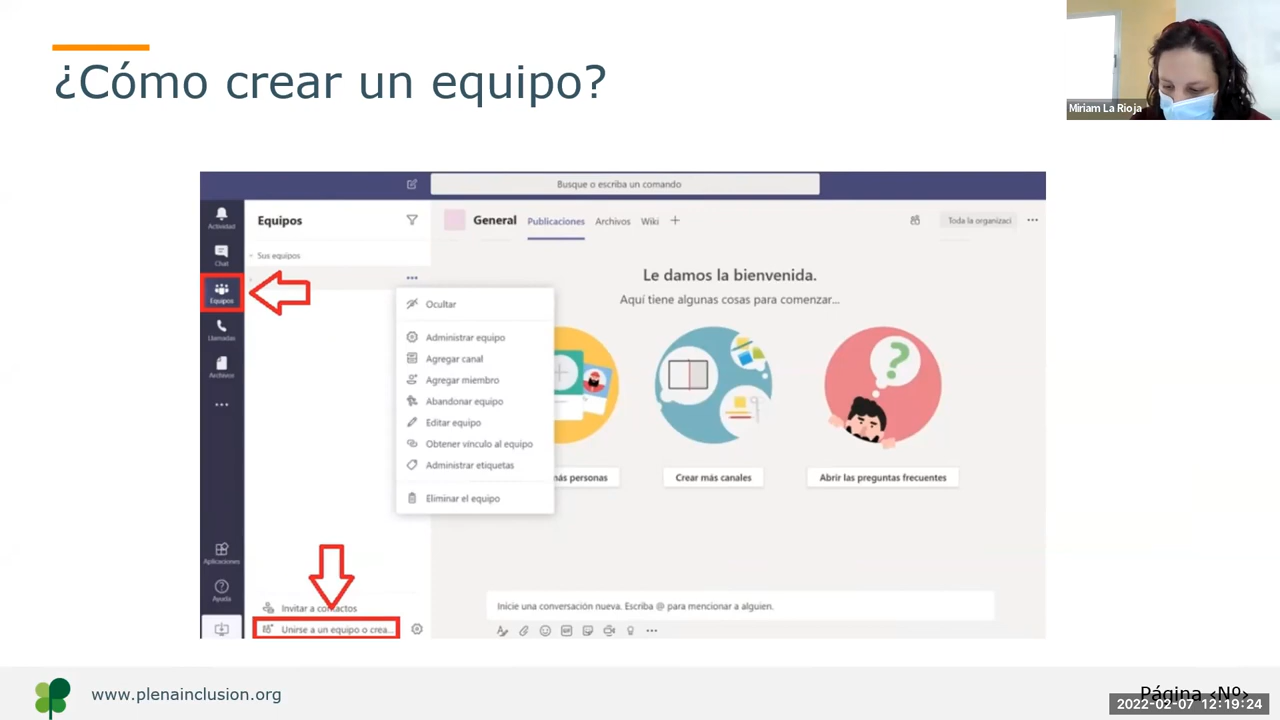 ¿Cómo crear un equipo?
Miriam La Rioja
Busque o escriba un comando
Actividad
Chat
Equipos
Llamadas
Archivos
Aplicaciones
Ayuda
Equipos
Sus equipos
General Publicaciones Archivos Wiki +
Toda la organizaci
Ocultar
Administrar equipo
Agregar canal
Agregar miembro
Abandonar equipo
Editar equipo
Obtener vínculo al equipo
Administrar etiquetas
Eliminar el equipo
Le damos la bienvenida.
Aquí tiene algunas cosas para comenzar...
más personas
Crear más canales
Abrir las preguntas frecuentes
Invitar a contactos
Unirse a un equipo o crea...
Inicie una conversación nueva. Escriba @ para mencionar a alguien.
GIF
www.plenainclusion.org
Página ‹Nº›
2022-02-07 12:19:24